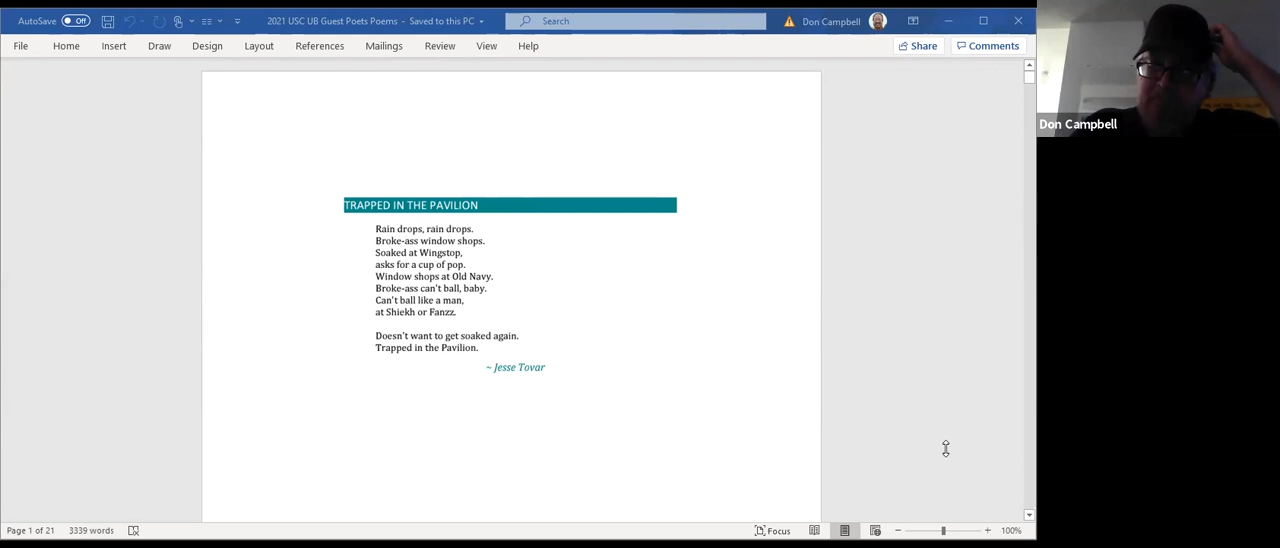 AutoSave Off 2021 USC UB Guest Poets Poems - Saved to this PC Search Don Campbell
File Home Insert Draw Design Layout References Mailings Review View Help Share Comments
Don Campbell
TRAPPED IN THE PAVILION
Rain drops, rain drops.
Broke-ass window shops.
Soaked at Wingstop,
asks for a cup of pop.
Window shops at Old Navy.
Broke-ass can't ball, baby.
Can't ball like a man,
at Shiekh or Fanzz.
Doesn't want to get soaked again.
Trapped in the Pavilion.
~ Jesse Tovar
Page 1 of 21 3339 words Focus 100%